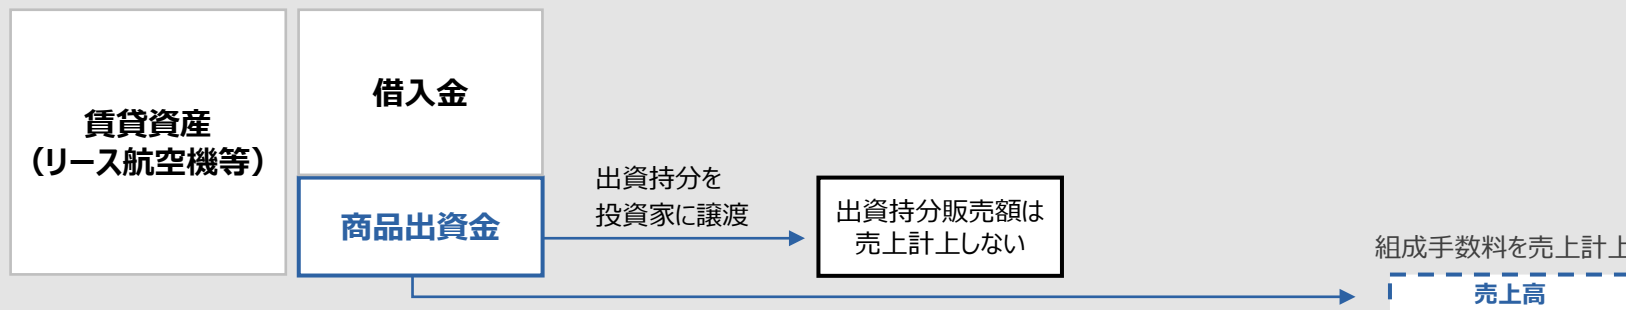 賃貸資産
（リース航空機等）
借入金
商品出資金
出資持分を
投資家に譲渡
出資持分販売額は
売上計上しない
組成手数料を売上計上
売上高